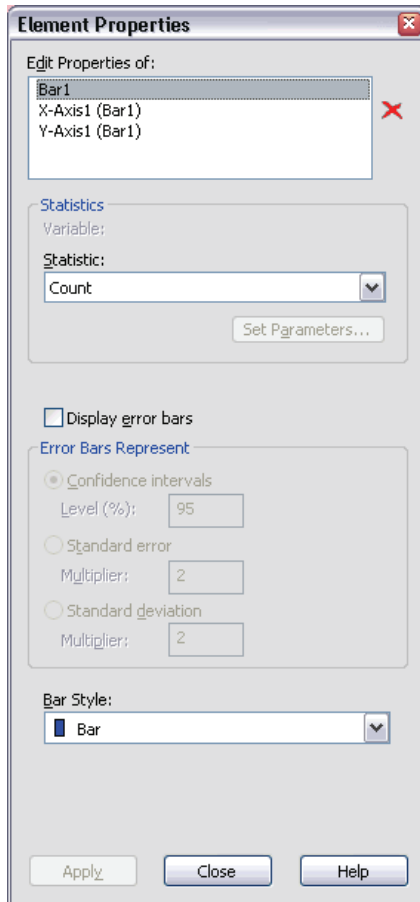 Element Properties
Edit Properties of:
Bar1
X-Axis1 (Bar1)
Y-Axis1 (Bar1)
Statistics
Variable:
Statistic:
Count
Set Parameters...
Display error bars
Error Bars Represent
Confidence intervals
Level (%): 95
Standard error
Multiplier: 2
Standard deviation
Multiplier: 2
Bar Style:
Bar
Apply Close Help